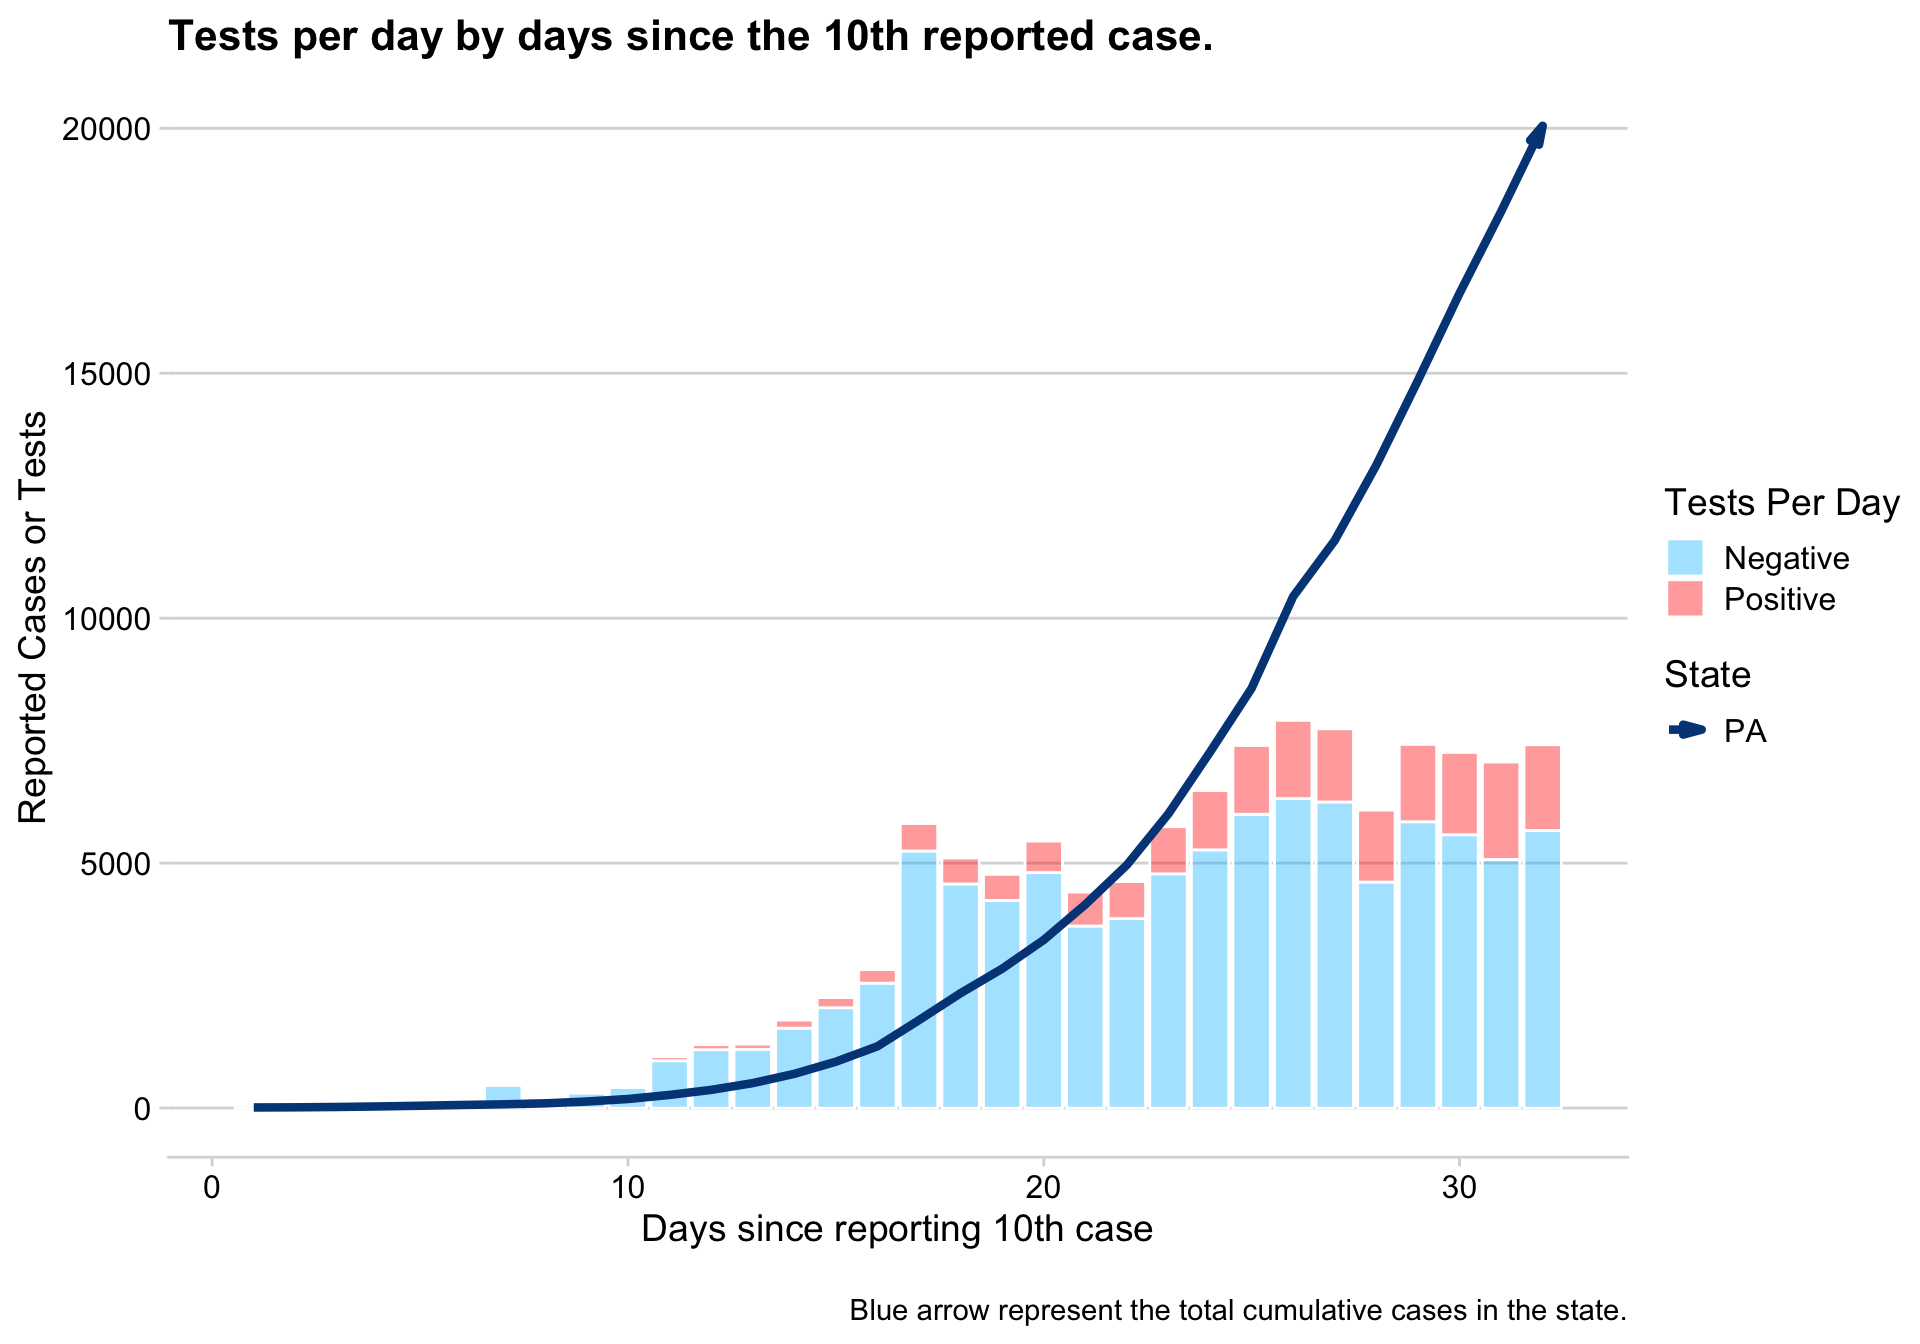 Tests per day by days since the 10th reported case.
20000
15000
10000
5000
0
Reported Cases or Tests
0 10 20 30
Days since reporting 10th case
Tests Per Day
Negative
Positive
State
PA
Blue arrow represent the total cumulative cases in the state.